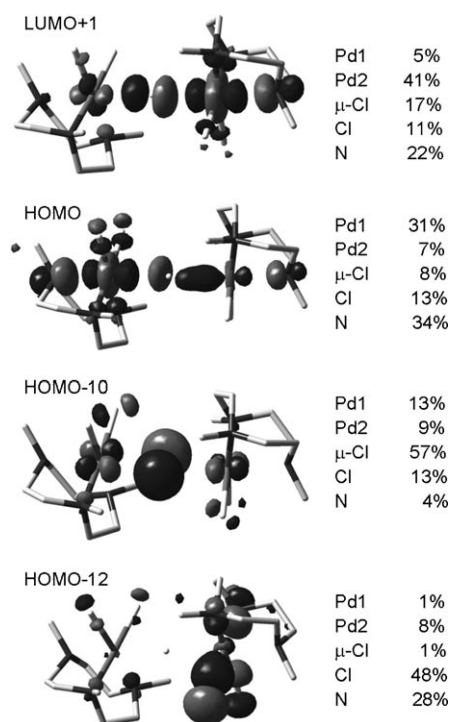 LUMO+1
Pd1 5%
Pd2 41%
μ-Cl 17%
Cl 11%
N 22%
HOMO
Pd1 31%
Pd2 7%
μ-Cl 8%
Cl 13%
N 34%
HOMO-10
Pd1 13%
Pd2 9%
μ-Cl 57%
Cl 13%
N 4%
HOMO-12
Pd1 1%
Pd2 8%
μ-Cl 1%
Cl 48%
N 28%